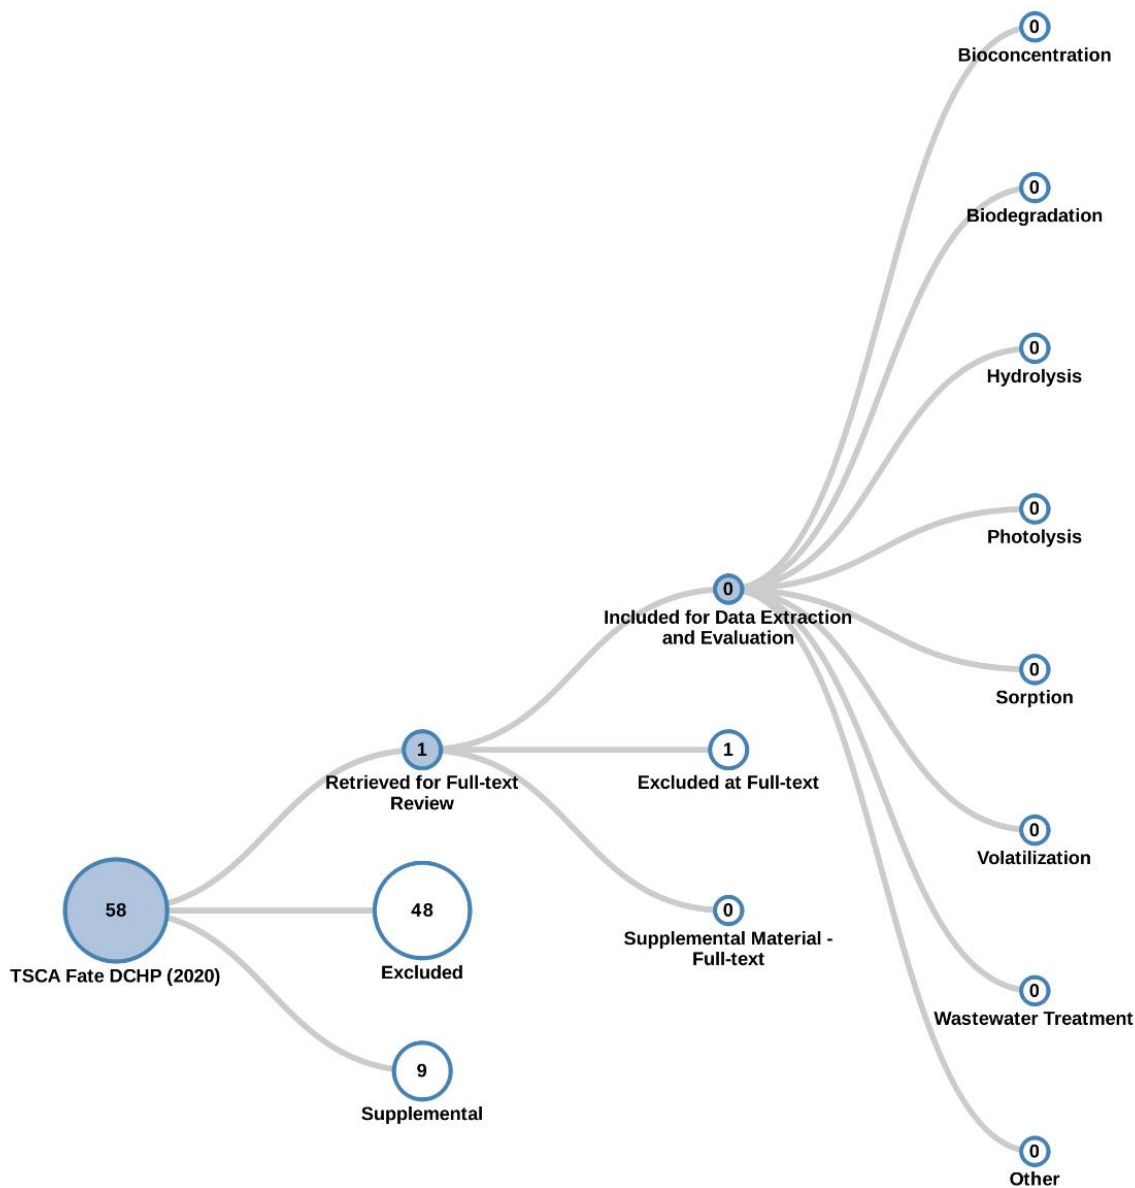 0
Bioconcentration
0
Biodegradation
0
Hydrolysis
0
Photolysis
0
Included for Data Extraction
and Evaluation
0
Sorption
1
Retrieved for Full-text
Review
1
Excluded at Full-text
0
Volatilization
58
TSCA Fate DCHP (2020)
48
Excluded
0
Supplemental Material -
Full-text
0
Wastewater Treatment
9
Supplemental
0
Other